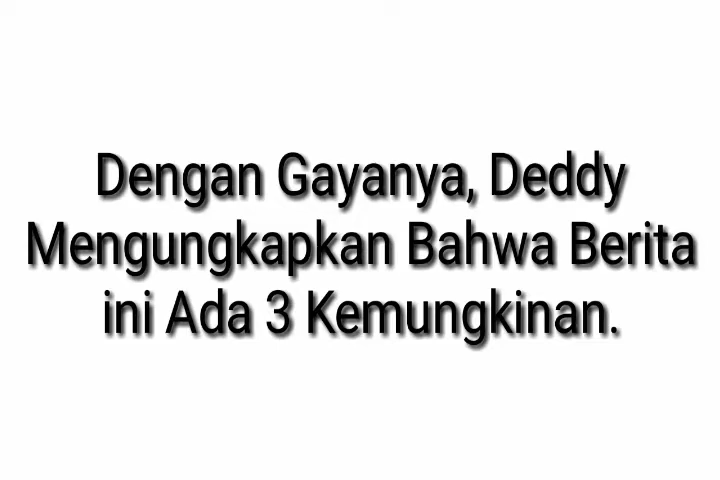 Dengan Gayanya, Deddy
Mengungkapkan Bahwa Berita
ini Ada 3 Kemungkinan.